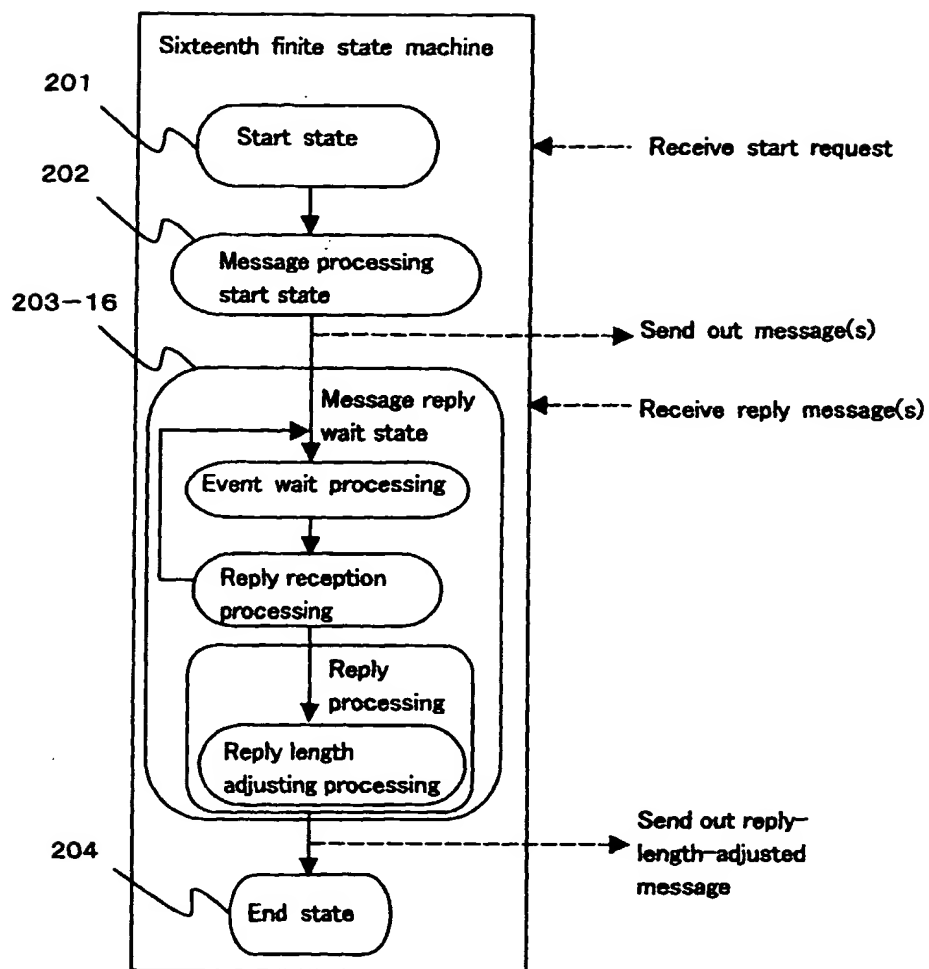 Sixteenth finite state machine
201
Start state
Receive start request
202
Message processing
start state
203-16
Send out message(s)
Message reply
wait state
Receive reply message(s)
Event wait processing
Reply reception
processing
Reply
processing
Reply length
adjusting processing
Send out reply-
length-adjusted
message
204
End state